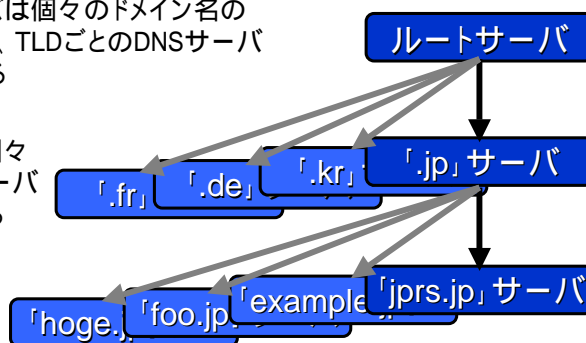 は個々のドメイン名の
、TLDごとのDNSサーバ
る
ーバ
ルートサーバ
「.fr」
「.de」
「.kr」
「.jp」サーバ
「hoge.j
「foo.jp
「example
「jprs.jp」サーバ